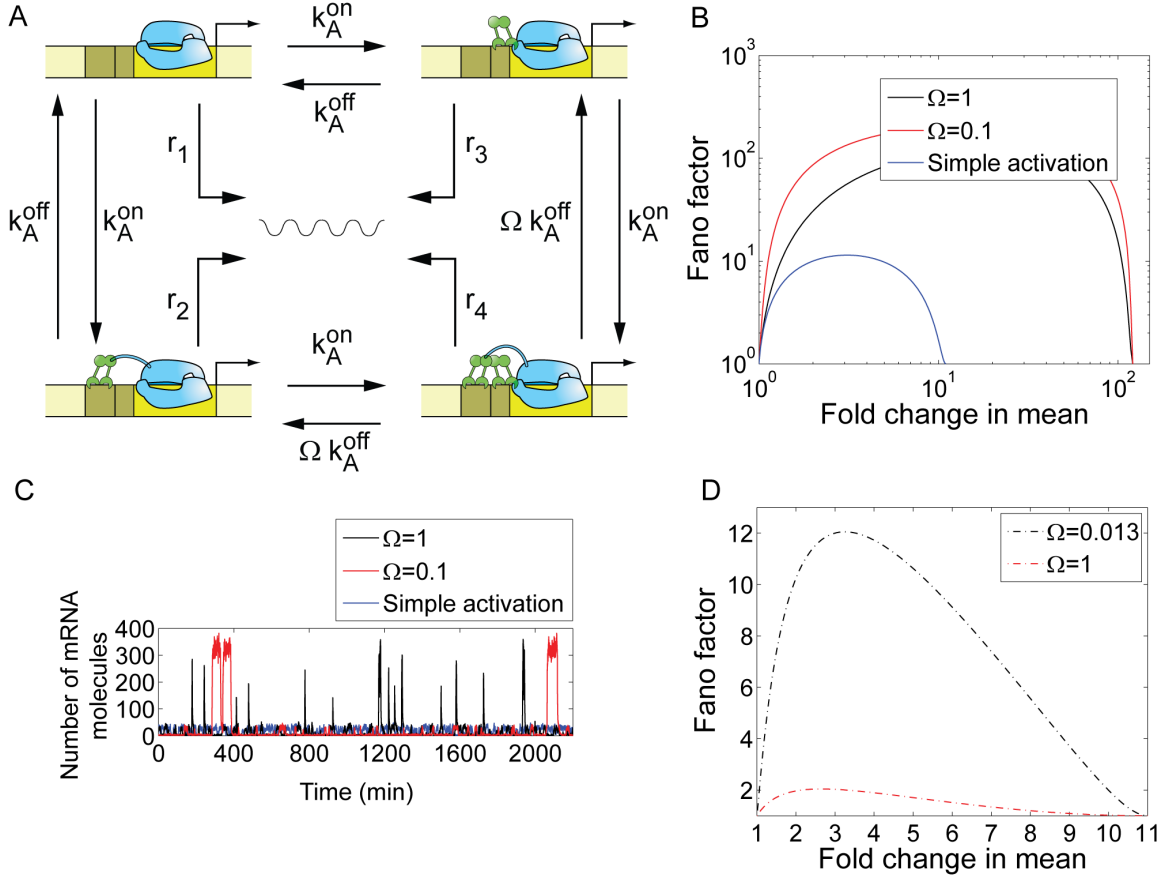 A
k_A^on
k_A^off
r_1
r_3
k_A^off
k_A^on
Ω k_A^off
k_A^on
r_2
r_4
k_A^on
Ω k_A^off
B
Fano factor
10^3
10^2
10^1
10^0
Ω=1
Ω=0.1
Simple activation
10^0
10^1
10^2
Fold change in mean
C
Ω=1
Ω=0.1
Simple activation
Number of mRNA
molecules
400
300
200
100
0
0
400
800
1200
1600
2000
Time (min)
D
Fano factor
12
10
8
6
4
2
Ω=0.013
Ω=1
1 2 3 4 5 6 7 8 9 10 11
Fold change in mean